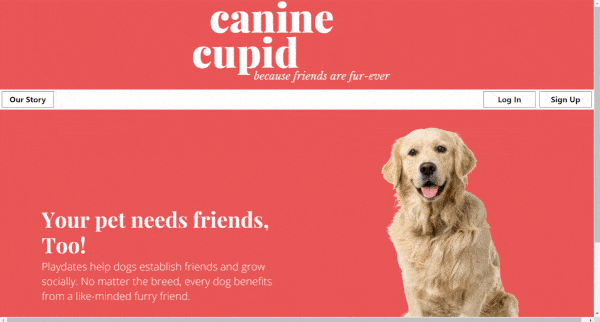 canine
cupid
because friends are fur-ever
Our Story
Log In
Sign Up
Your pet needs friends,
Too!
Playdates help dogs establish friends and grow
socially. No matter the breed, every dog benefits
from a like-minded furry friend.